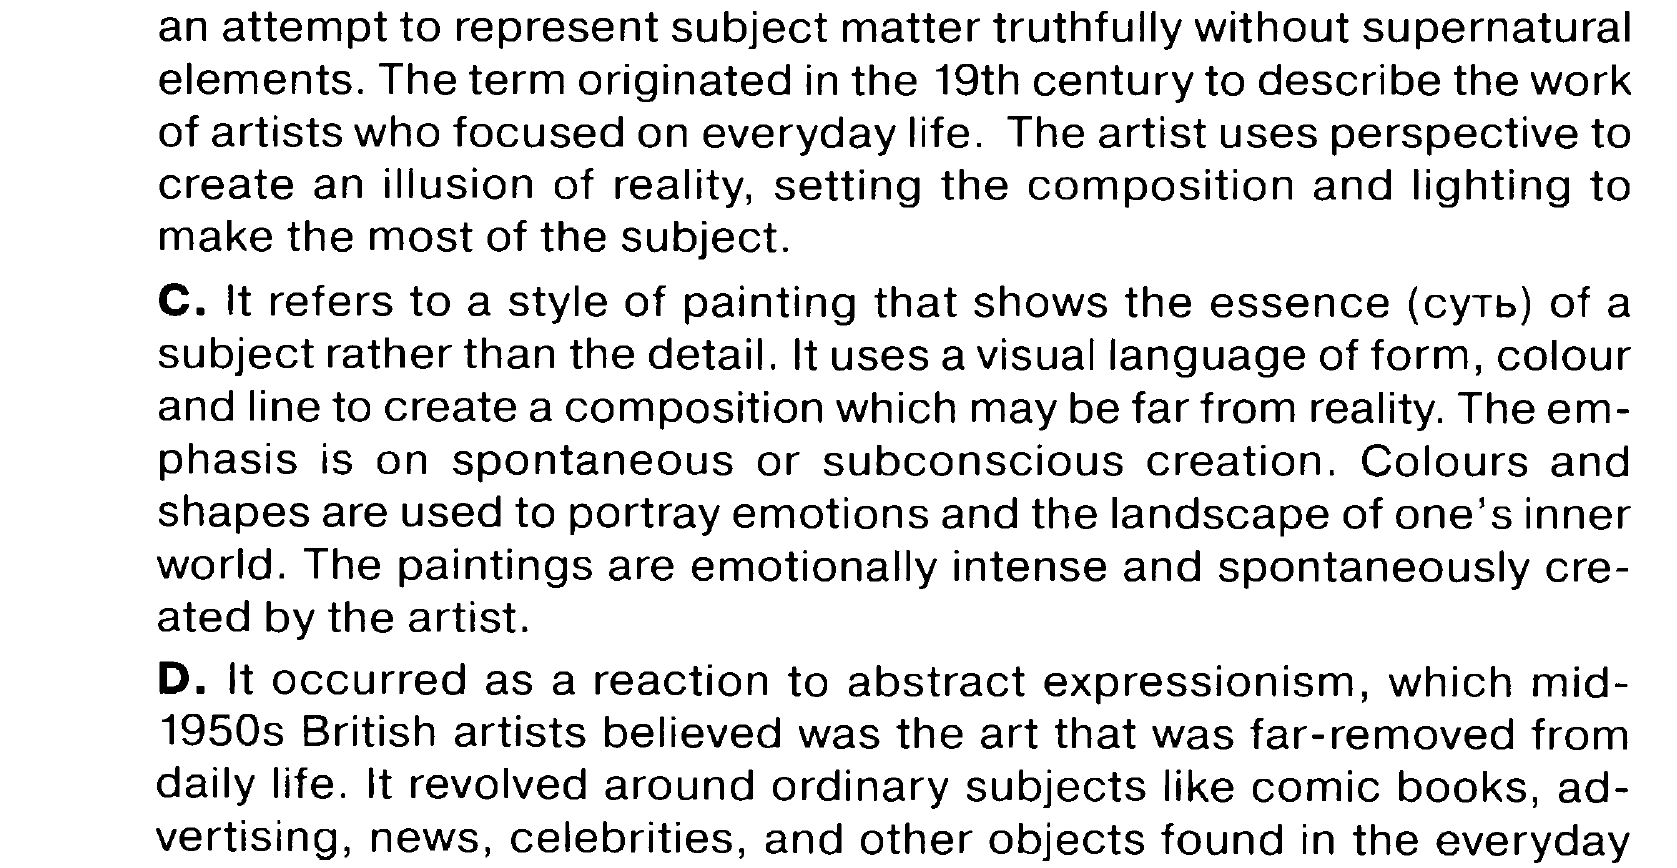 an attempt to represent subject matter truthfully without supernatural
elements. The term originated in the 19th century to describe the work
of artists who focused on everyday life. The artist uses perspective to
create an illusion of reality, setting the composition and lighting to
make the most of the subject.
C. It refers to a style of painting that shows the essence (суть) of a
subject rather than the detail. It uses a visual language of form, colour
and line to create a composition which may be far from reality. The em-
phasis is on spontaneous or subconscious creation. Colours and
shapes are used to portray emotions and the landscape of one's inner
world. The paintings are emotionally intense and spontaneously cre-
ated by the artist.
D. It occurred as a reaction to abstract expressionism, which mid-
1950s British artists believed was the art that was far-removed from
daily life. It revolved around ordinary subjects like comic books, ad-
vertising, news, celebrities, and other objects found in the everyday